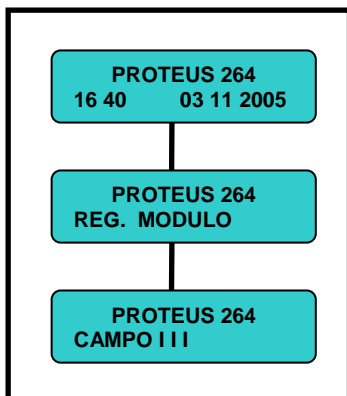 PROTEUS 264
16 40 03 11 2005
PROTEUS 264
REG. MODULO
PROTEUS 264
CAMPO I I I